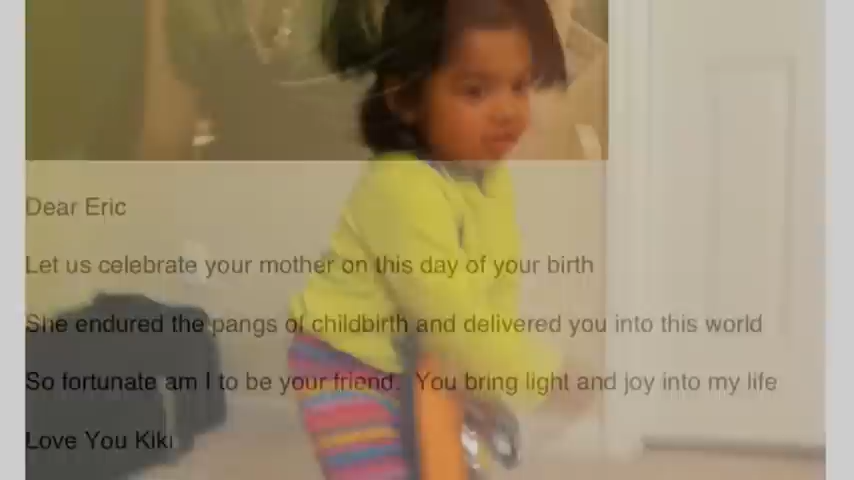 Dear Eric
Let us celebrate your mother on this day of your birth
She endured the pangs of childbirth and delivered you into this world
So fortunate am I to be your friend.  You bring light and joy into my life
Love You Kiki